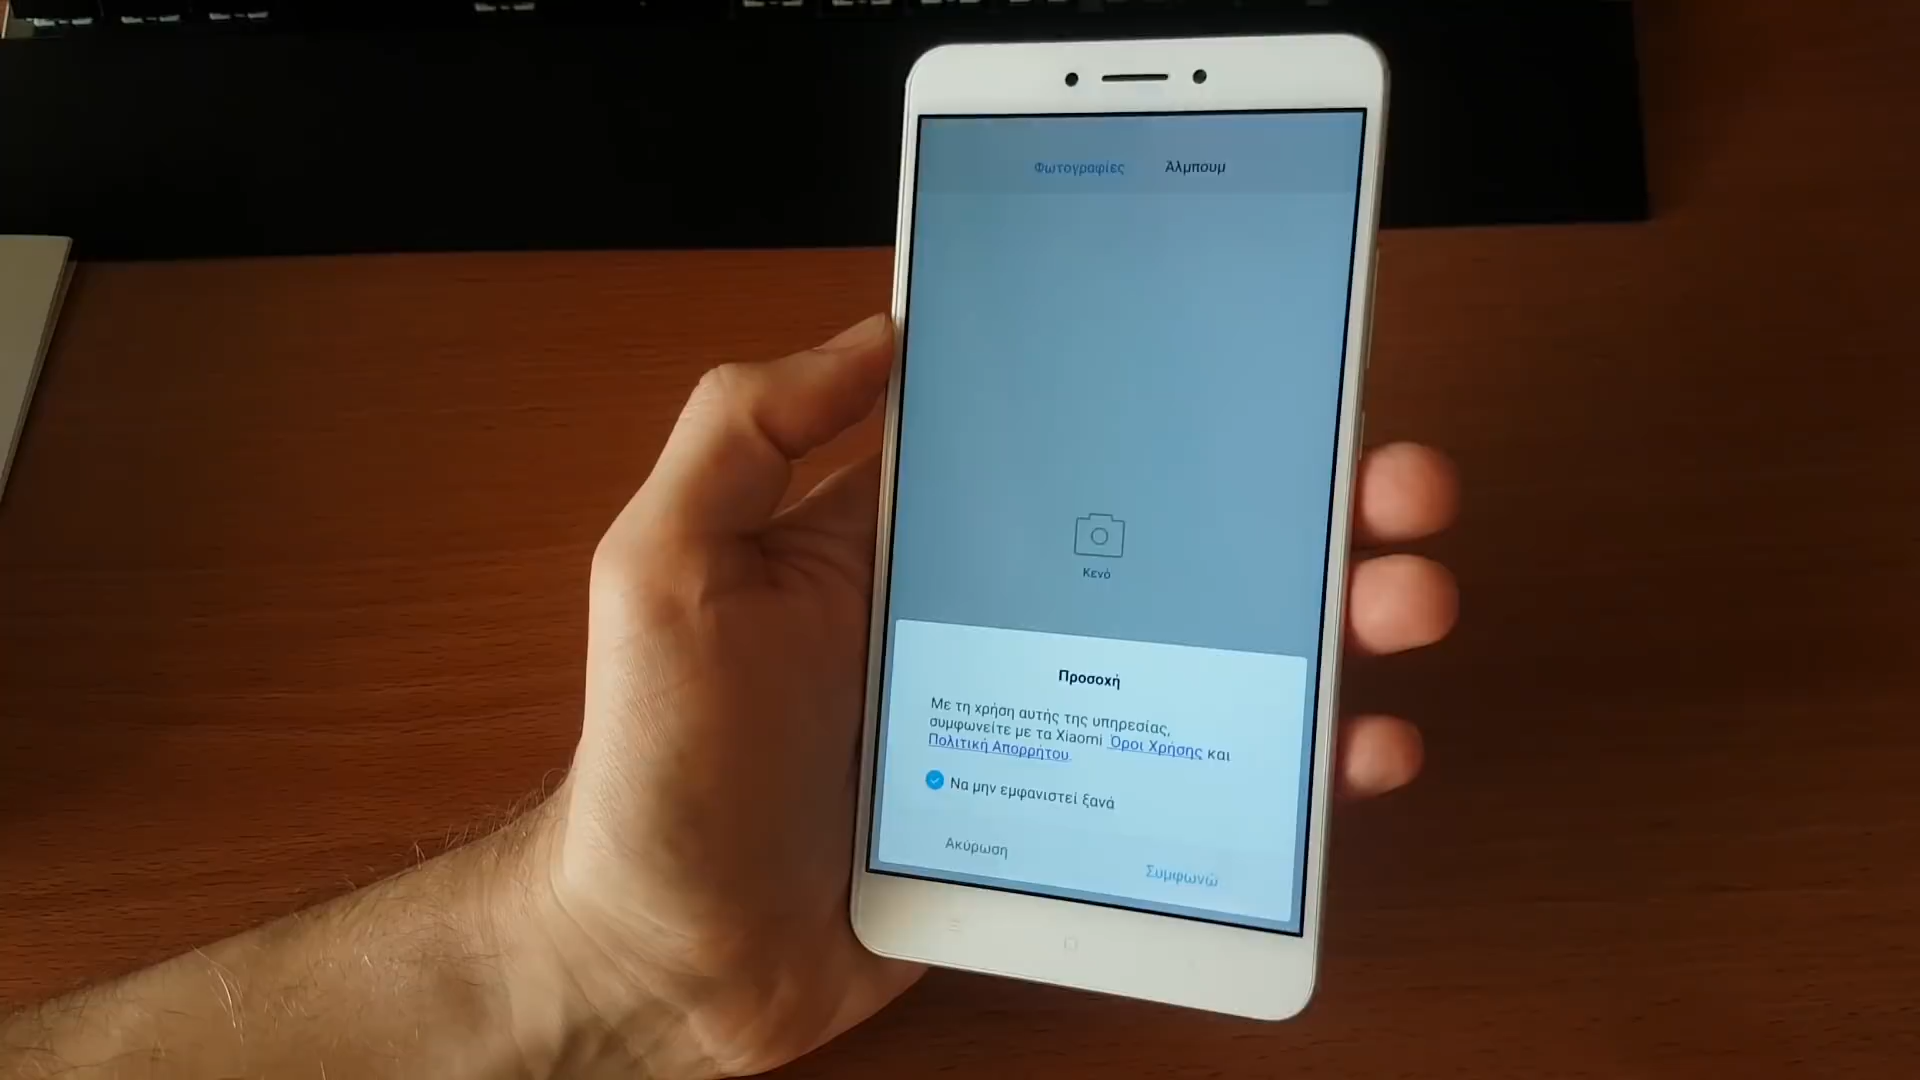 Φωτογραφίες Άλμπουμ
Κενό
Προσοχή
Με τη χρήση αυτής της υπηρεσίας,
συμφωνείτε με τα Xiaomi Όροι Χρήσης και
Πολιτική Απορρήτου.
Να μην εμφανιστεί ξανά
Ακύρωση Συμφωνώ